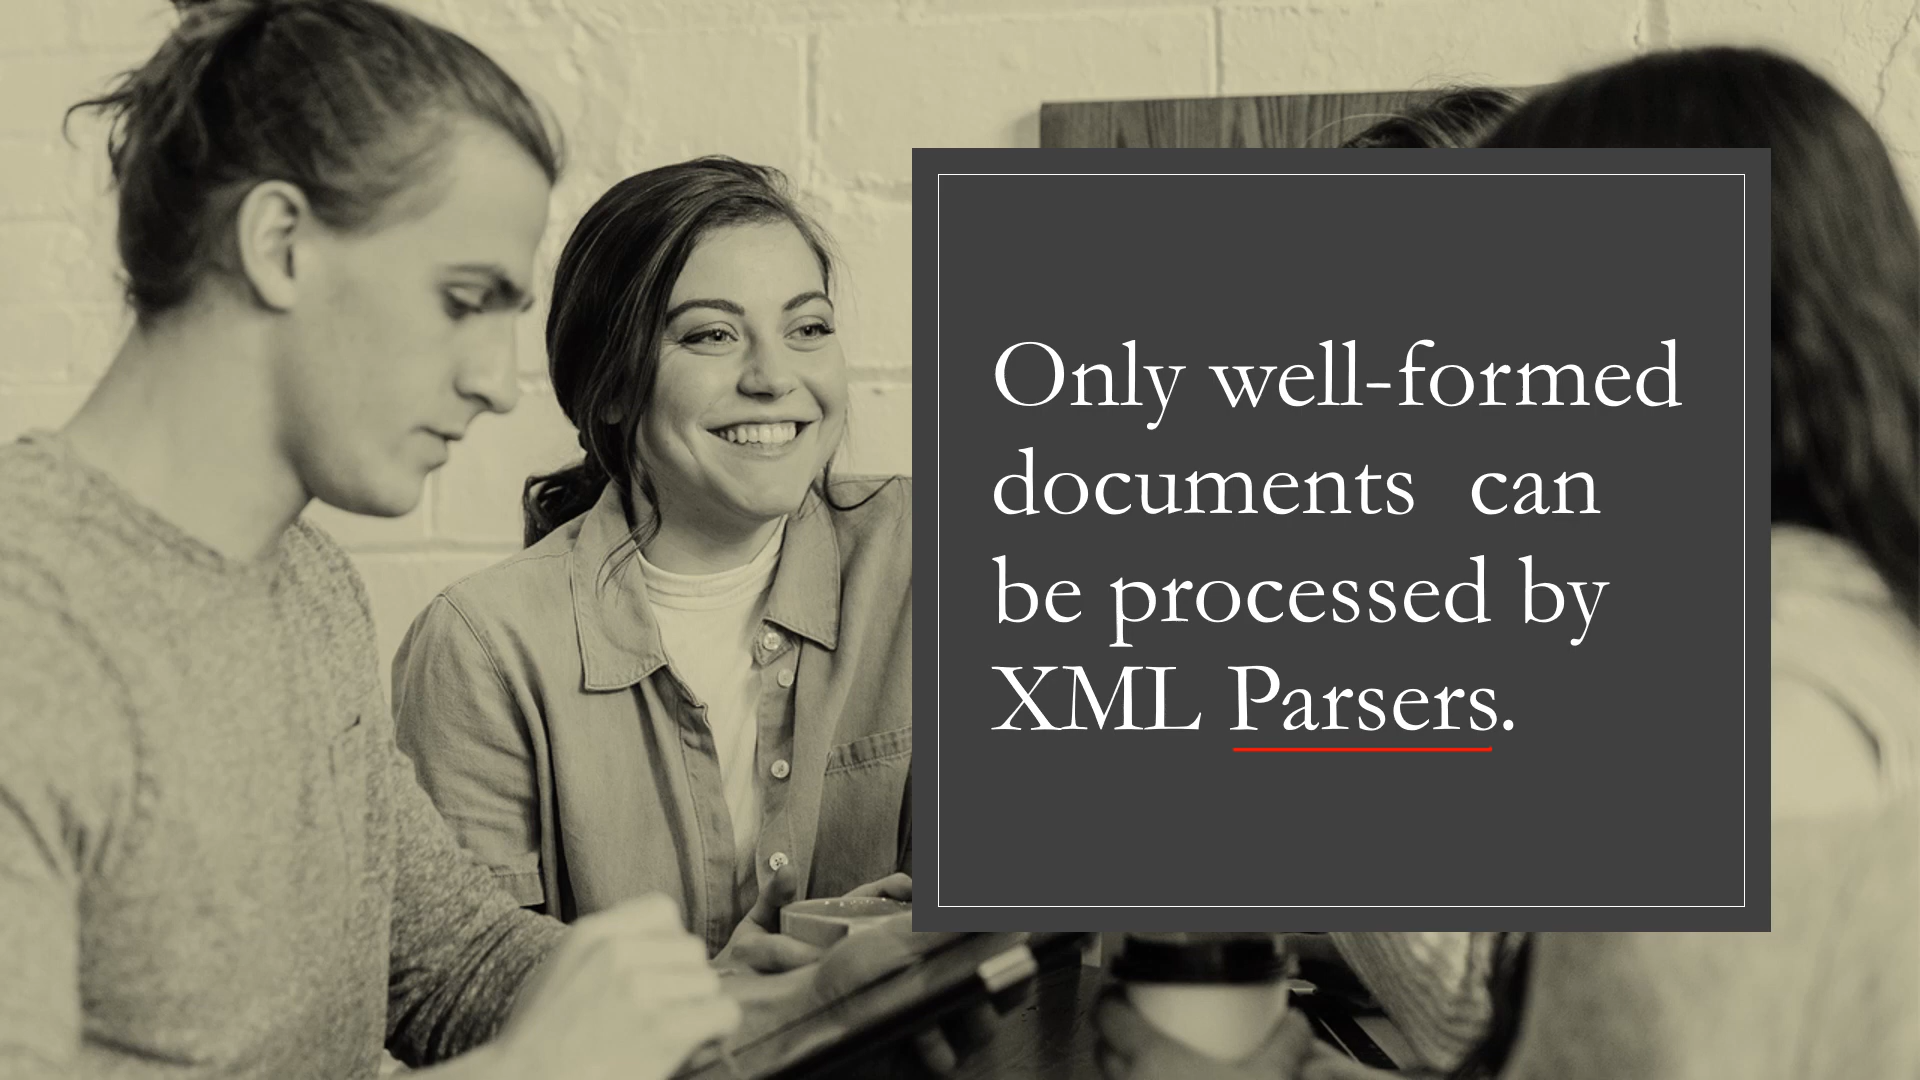 Only well-formed
documents  can
be processed by
XML Parsers.